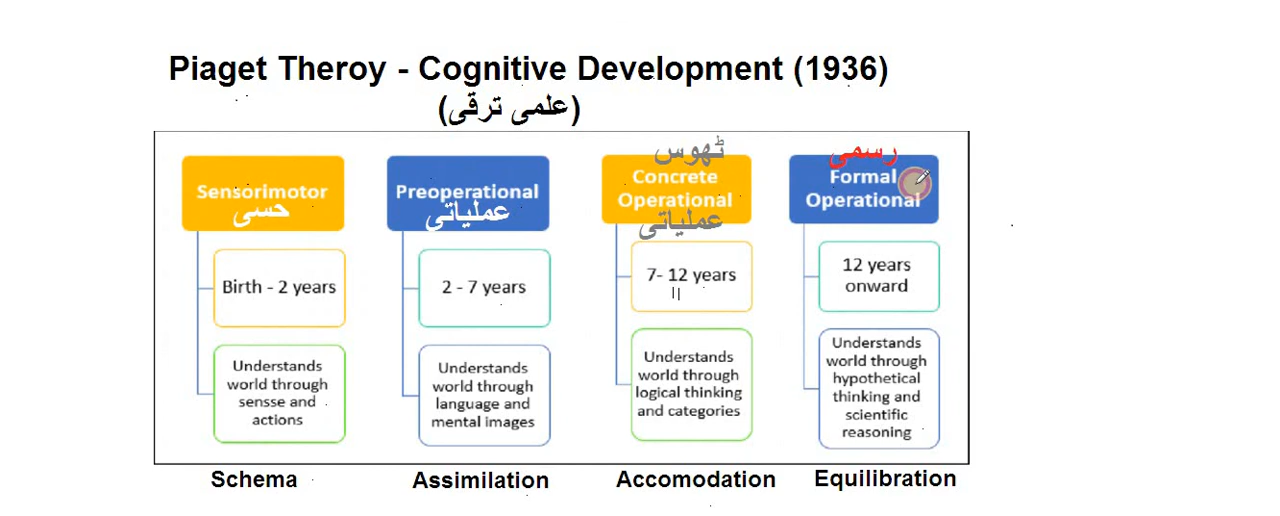 Piaget Theroy - Cognitive Development (1936)
(علمی ترقی)
Sensorimotor
حسی
Birth - 2 years
Understands
world through
sensse and
actions
Schema
Preoperational
عملیاتی
2 - 7 years
Understands
world through
language and
mental images
Assimilation
ٹھوس
Concrete
Operational
عملیاتی
7- 12 years
11
Understands
world through
logical thinking
and categories
Accomodation
رسمی
Formal
Operational
12 years
onward
Understands
world through
hypothetical
thinking and
scientific
reasoning
Equilibration